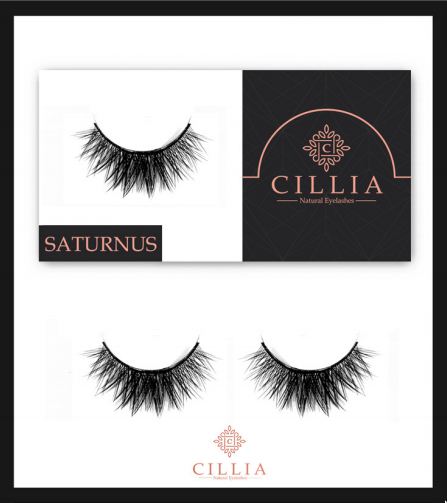 C
CILLIA
Natural Eyelashes
SATURNUS
C
CILLIA
Natural Eyelashes